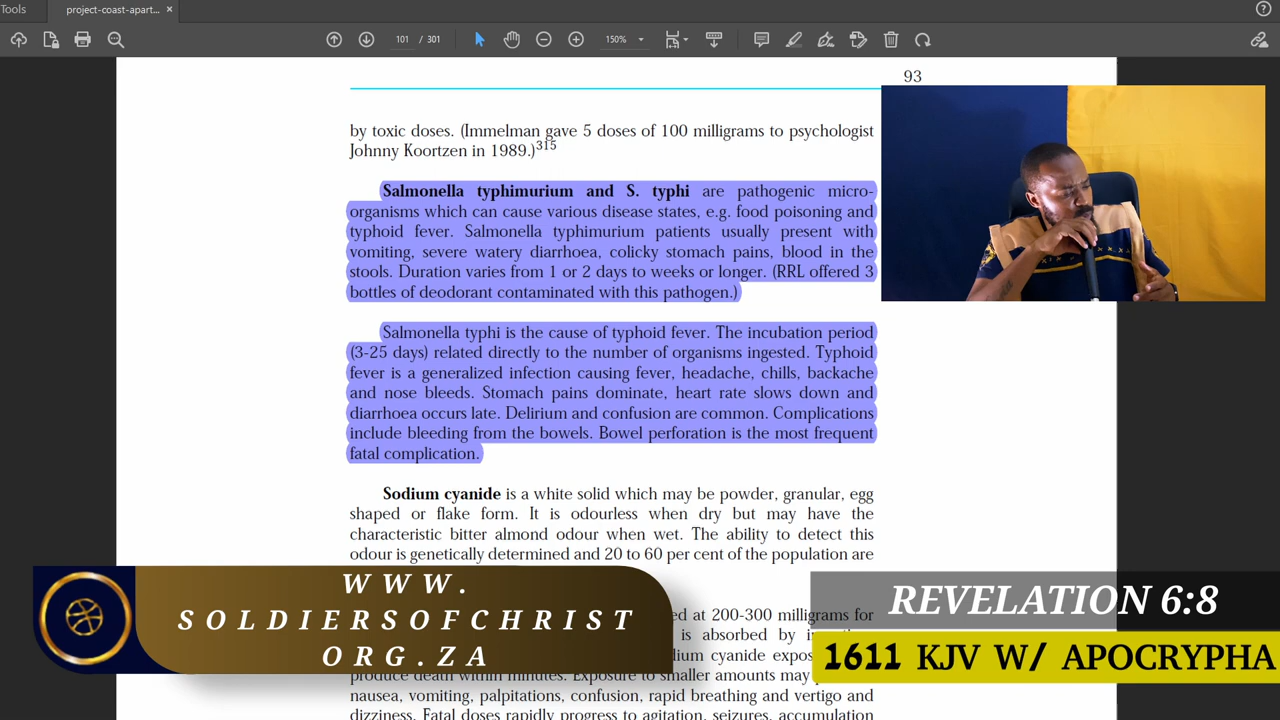 Tools
project-coast-apart... ×
101 / 301
150%
93
by toxic doses. (Immelman gave 5 doses of 100 milligrams to psychologist
Johnny Koortzen in 1989.)315
Salmonella typhimurium and S. typhi are pathogenic micro-
organisms which can cause various disease states, e.g. food poisoning and
typhoid fever. Salmonella typhimurium patients usually present with
vomiting, severe watery diarrhoea, colicky stomach pains, blood in the
stools. Duration varies from 1 or 2 days to weeks or longer. (RRL offered 3
bottles of deodorant contaminated with this pathogen.)
Salmonella typhi is the cause of typhoid fever. The incubation period
(3-25 days) related directly to the number of organisms ingested. Typhoid
fever is a generalized infection causing fever, headache, chills, backache
and nose bleeds. Stomach pains dominate, heart rate slows down and
diarrhoea occurs late. Delirium and confusion are common. Complications
include bleeding from the bowels. Bowel perforation is the most frequent
fatal complication.
Sodium cyanide is a white solid which may be powder, granular, egg
shaped or flake form. It is odourless when dry but may have the
characteristic bitter almond odour when wet. The ability to detect this
odour is genetically determined and 20 to 60 per cent of the population are
at 200-300 milligrams for
is absorbed by
cyanide
produce death within minutes. Exposure to smaller amounts may
nausea, vomiting, palpitations, confusion, rapid breathing and vertigo and
dizziness. Fatal doses rapidly progress to agitation, seizures, accumulation
WWW.
SOLDIERSOFCHRIST
ORG.ZA
REVELATION 6:8
1611 KJV W/ APOCRYPHA